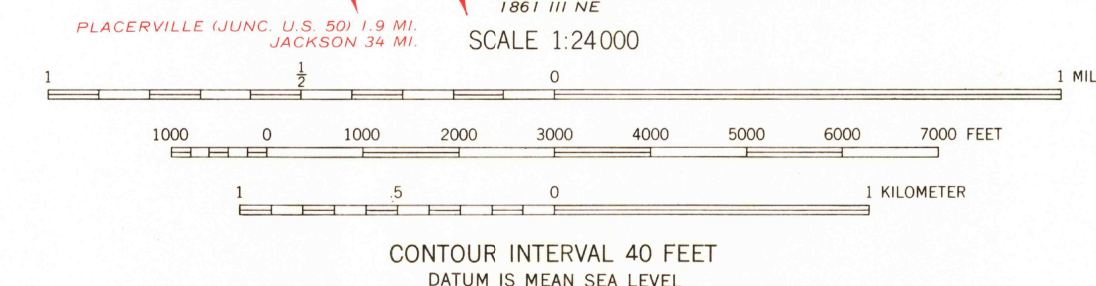 1861 III NE
PLACERVILLE (JUNC. U.S. 50) 1.9 MI.
JACKSON 34 MI.
SCALE 1:24000
1 1/2 0 1 MIL
1000 0 1000 2000 3000 4000 5000 6000 7000 FEET
1 .5 0 1 KILOMETER
CONTOUR INTERVAL 40 FEET
DATUM IS MEAN SEA LEVEL